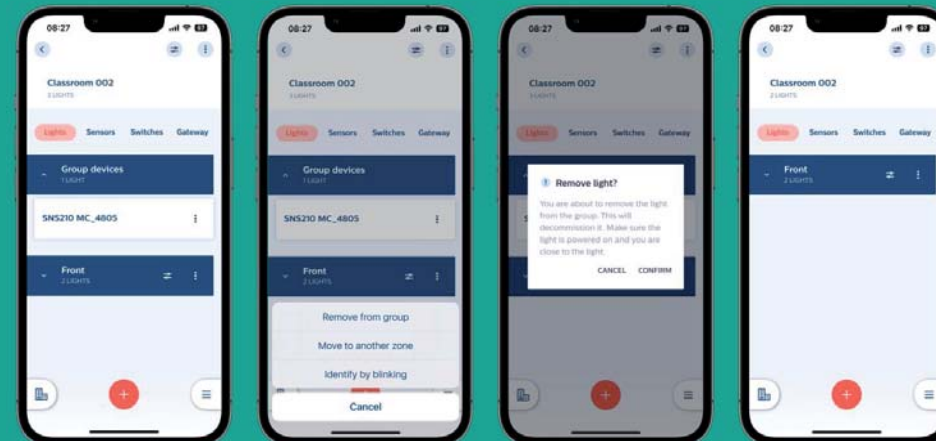 08:27
Classroom 002
3 LIGHTS
Lights Sensors Switches Gateway
Group devices
1 LIGHT
SNS210 MC_4805
Front
2 LIGHTS
08:27
Classroom 002
3 LIGHTS
Lights Sensors Switches Gateway
Group devices
1 LIGHT
SNS210 MC_4805
Front
2 LIGHTS
Remove from group
Move to another zone
Identify by blinking
Cancel
08:27
Classroom 002
3 LIGHTS
Lights Sensors Switches Gateway
Remove light?
You are about to remove the light
from the group. This will
decommission it. Make sure the
light is powered on and you are
close to the light.
CANCEL CONFIRM
08:27
Classroom 002
2 LIGHTS
Lights Sensors Switches Gateway
Front
2 LIGHTS